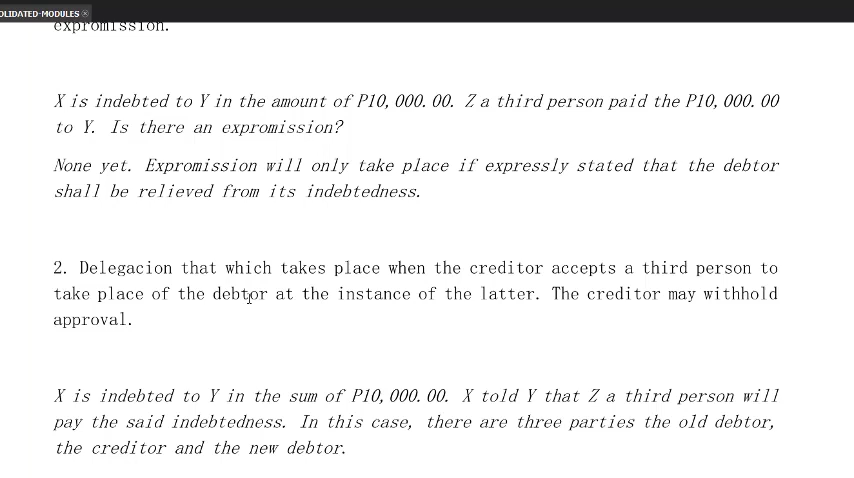 OLIDATED-MODULES
expromission.
X is indebted to Y in the amount of P10,000.00. Z a third person paid the P10,000.00
to Y. Is there an expromission?
None yet. Expromission will only take place if expressly stated that the debtor
shall be relieved from its indebtedness.
2. Delegacion that which takes place when the creditor accepts a third person to
take place of the debtor at the instance of the latter. The creditor may withhold
approval.
X is indebted to Y in the sum of P10,000.00. X told Y that Z a third person will
pay the said indebtedness. In this case, there are three parties the old debtor,
the creditor and the new debtor.